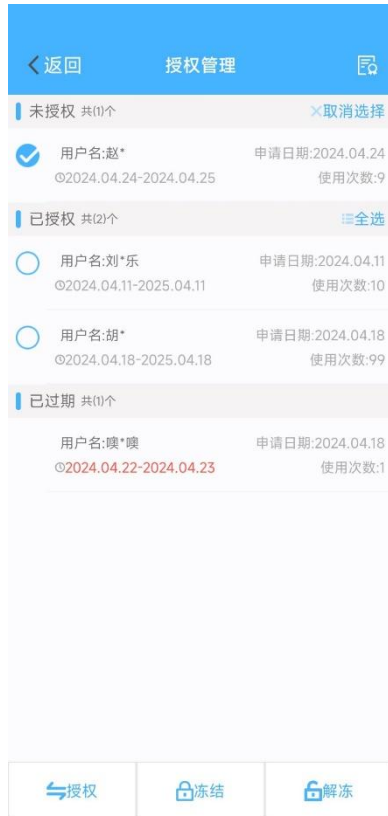 返回 授权管理
未授权 共(1)个 ×取消选择
用户名:赵* 申请日期:2024.04.24
2024.04.24-2024.04.25 使用次数:9
已授权 共(2)个 全选
用户名:刘*乐 申请日期:2024.04.11
2024.04.11-2025.04.11 使用次数:10
用户名:胡* 申请日期:2024.04.18
2024.04.18-2025.04.18 使用次数:99
已过期 共(1)个
用户名:噢*噢 申请日期:2024.04.18
2024.04.22-2024.04.23 使用次数:1
授权 冻结 解冻